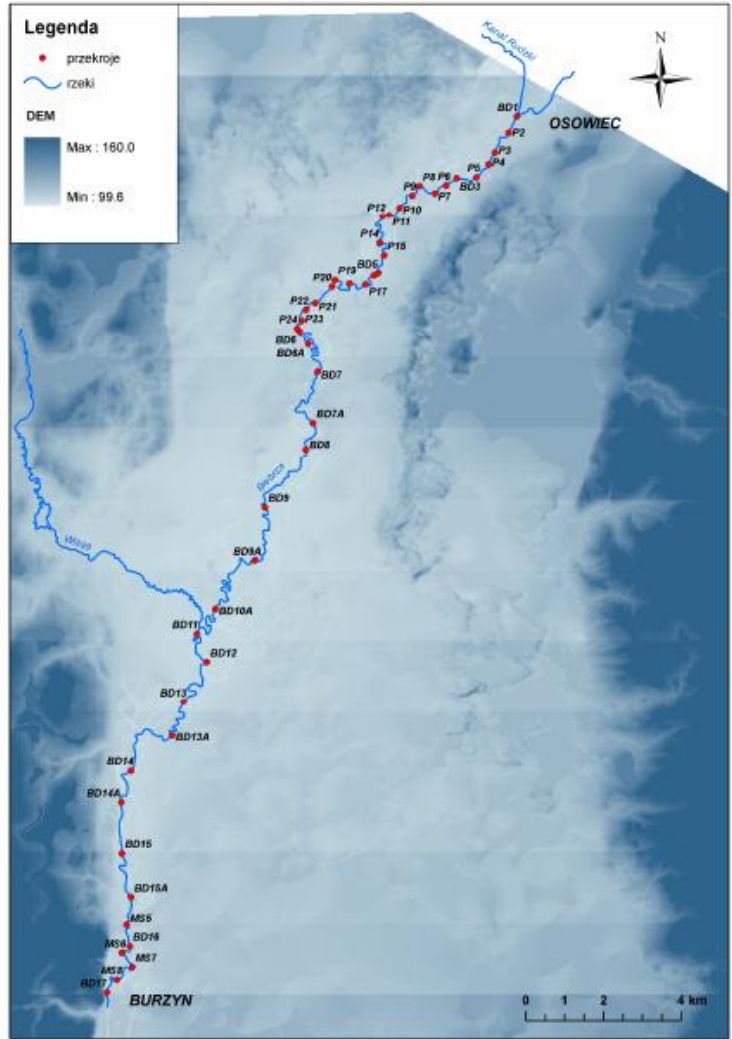 Legenda
przekroje
rzeki
DEM
Max : 160.0
Min : 99.6
Kanał Rudzki
N
BD1
OSOWIEC
P2
P3
P4
P5
BD3
P6
P8
P7
P9
P10
P11
P12
P14
P15
BD5
P17
P19
P20
P21
P22
P23
P24
BD6
BD6A
BD7
BD7A
BD8
Biebrza
BD9
BD9A
Wissa
BD10A
BD11
BD12
BD13
BD13A
BD14
BD14A
BD15
BD15A
MS5
BD16
MS6
MS7
MS8
BD17
BURZYN
0 1 2 4 km